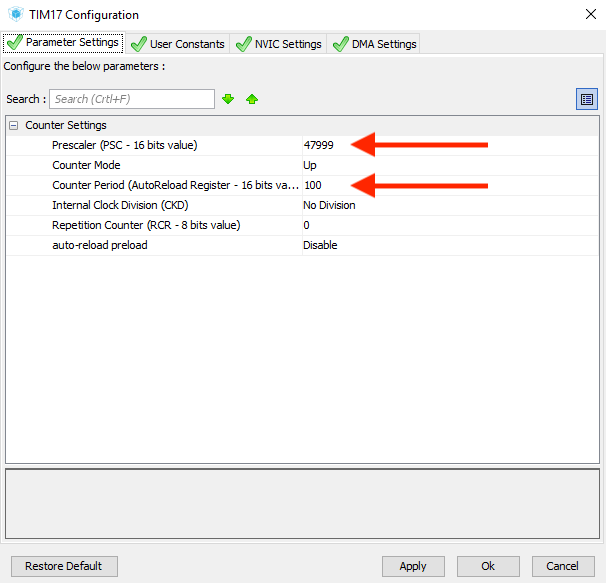 TIM17 Configuration
Parameter Settings User Constants NVIC Settings DMA Settings
Configure the below parameters :
Search : Search (CrtI+F)
Counter Settings
Prescaler (PSC - 16 bits value) 47999
Counter Mode Up
Counter Period (AutoReload Register - 16 bits va... 100
Internal Clock Division (CKD) No Division
Repetition Counter (RCR - 8 bits value) 0
auto-reload preload Disable
Restore Default Apply Ok Cancel